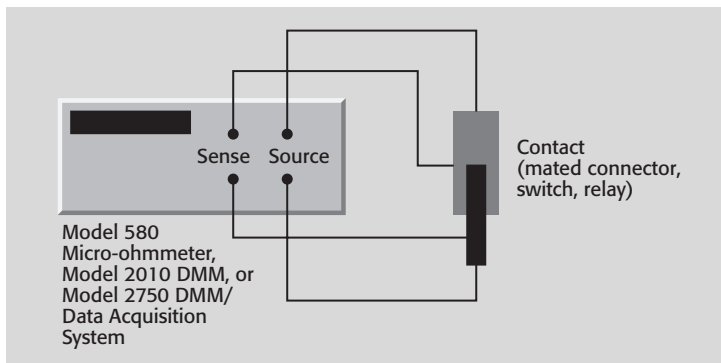 Sense Source
Contact
(mated connector,
switch, relay)
Model 580
Micro-ohmmeter,
Model 2010 DMM, or
Model 2750 DMM/
Data Acquisition
System